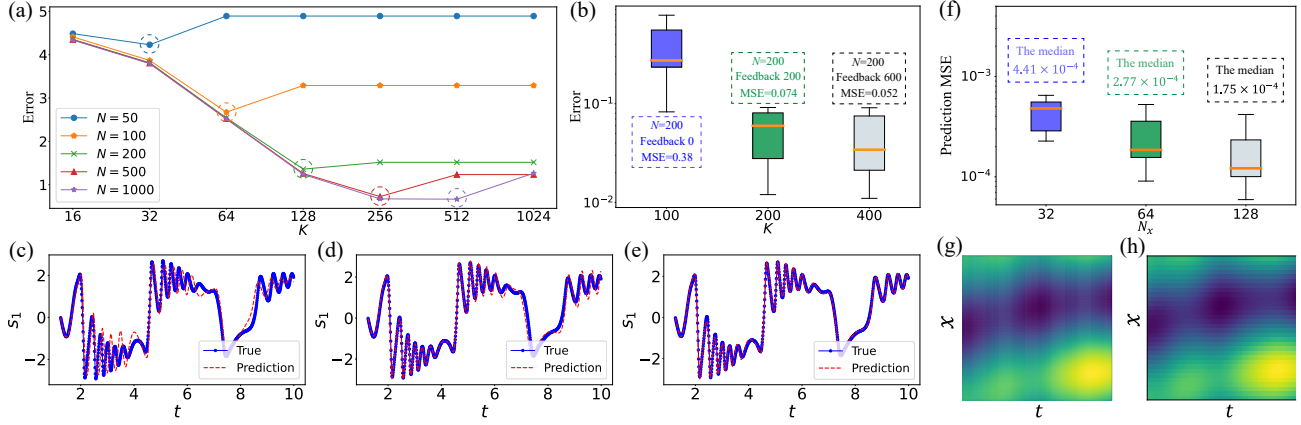 (a)
5
4
3
2
1
Error
N = 50
N = 100
N = 200
N = 500
N = 1000
16 32 64 128 256 512 1024
K
(b)
Error
10⁻¹
10⁻²
N=200
Feedback 0
MSE=0.38
N=200
Feedback 200
MSE=0.074
N=200
Feedback 600
MSE=0.052
100 200 400
K
(f)
Prediction MSE
10⁻³
10⁻⁴
The median
4.41 × 10⁻⁴
The median
2.77 × 10⁻⁴
The median
1.75 × 10⁻⁴
32 64 128
Nₓ
(c)
s₁
2
0
−2
True
Prediction
2 4 6 8 10
t
(d)
s₁
2
0
−2
True
Prediction
2 4 6 8 10
t
(e)
s₁
2
0
−2
True
Prediction
2 4 6 8 10
t
(g)
x
t
(h)
x
t